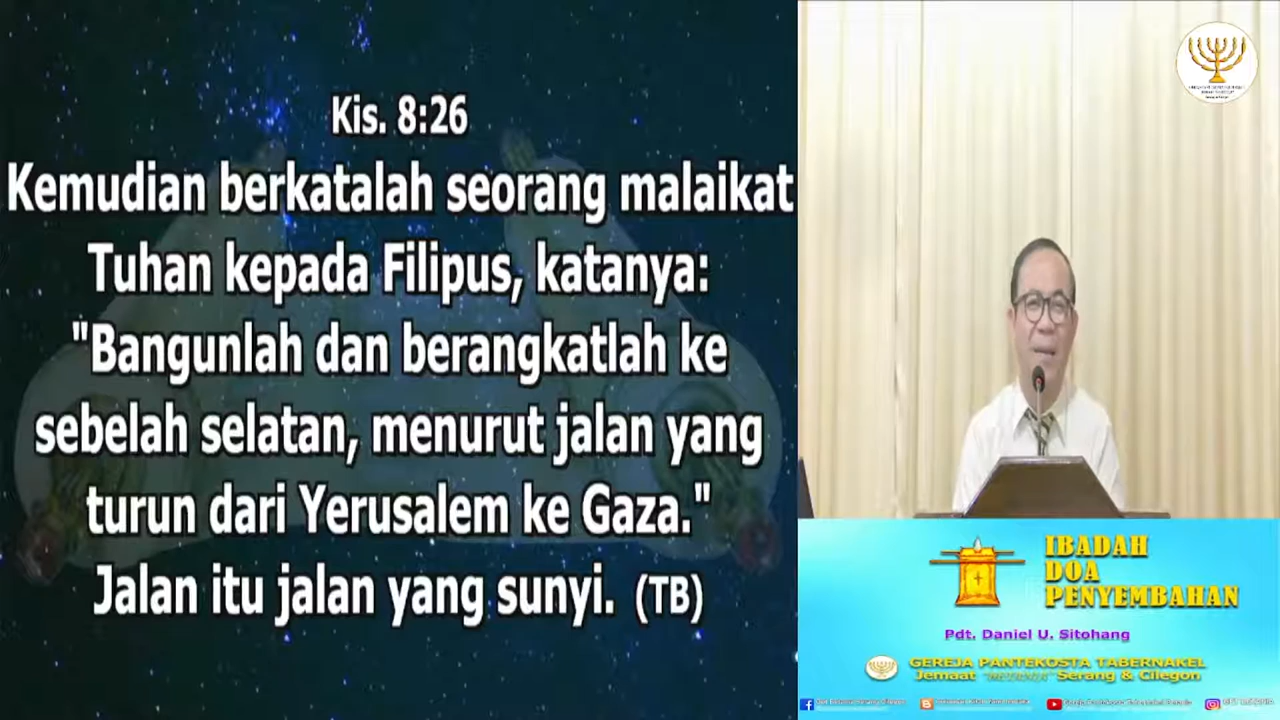 Kis. 8:26
Kemudian berkatalah seorang malaikat
Tuhan kepada Filipus, katanya:
"Bangunlah dan berangkatlah ke
sebelah selatan, menurut jalan yang
turun dari Yerusalem ke Gaza."
Jalan itu jalan yang sunyi. (TB)
IBADAH
DOA
PENYEMBAHAN
Pdt. Daniel U. Sitohang
GEREJA PANTEKOSTA TABERNAKEL
Jemaat "BETANIA" Serang & Cilegon